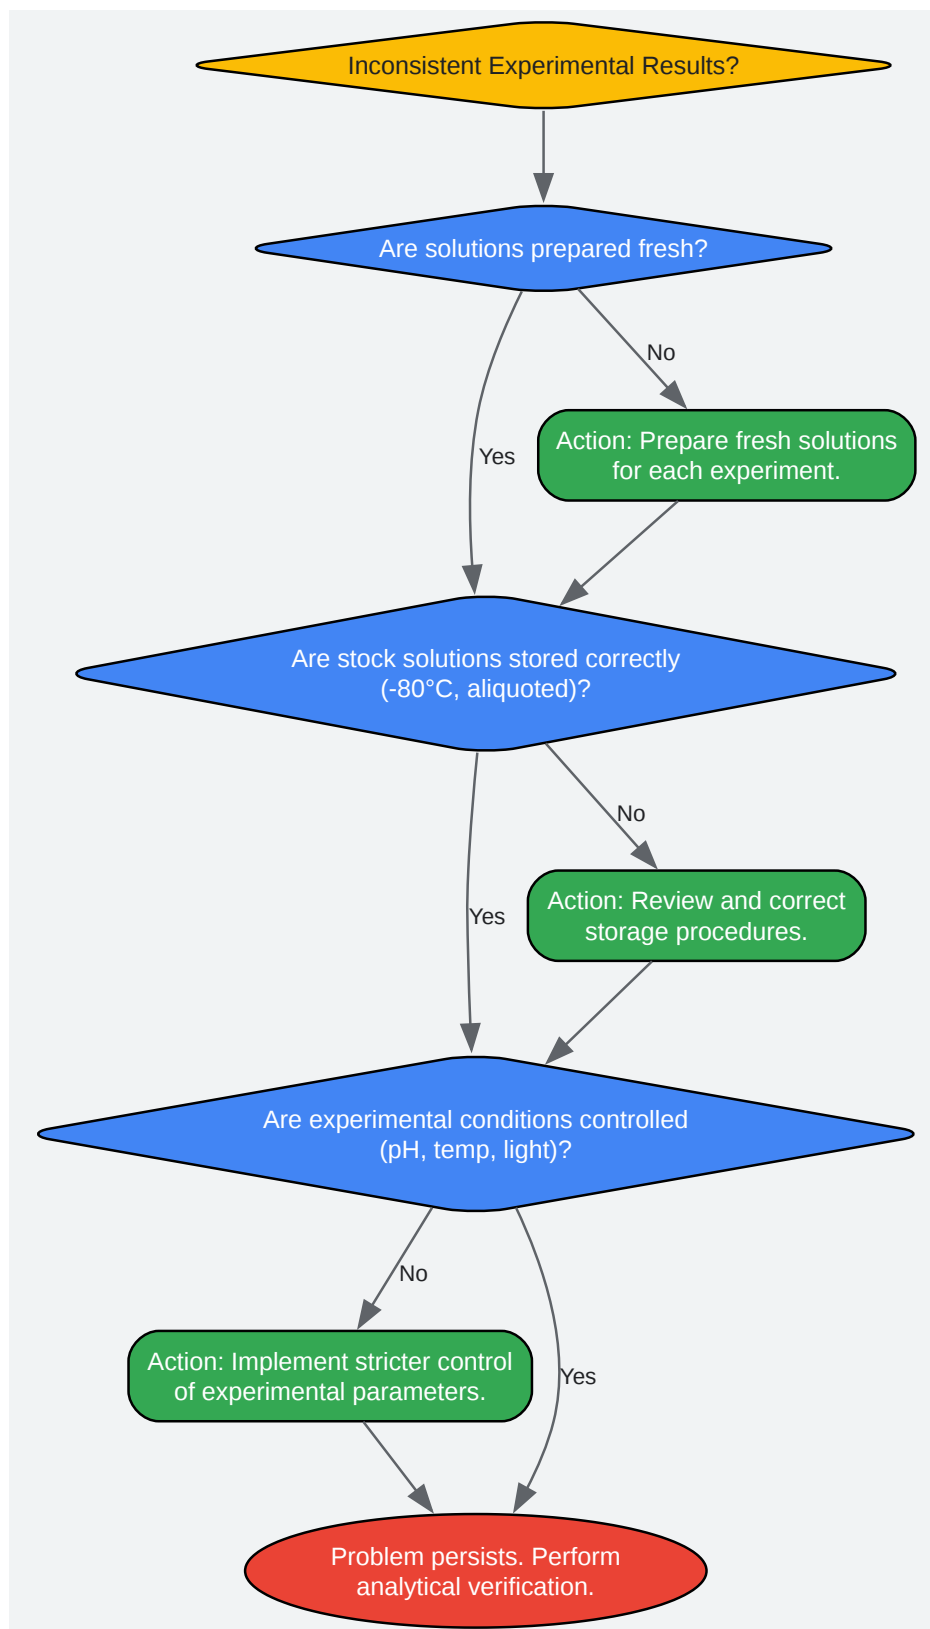 Inconsistent Experimental Results?
Are solutions prepared fresh?
No
Action: Prepare fresh solutions
for each experiment.
Yes
Are stock solutions stored correctly
(-80°C, aliquoted)?
No
Action: Review and correct
storage procedures.
Yes
Are experimental conditions controlled
(pH, temp, light)?
No
Action: Implement stricter control
of experimental parameters.
Yes
Problem persists. Perform
analytical verification.